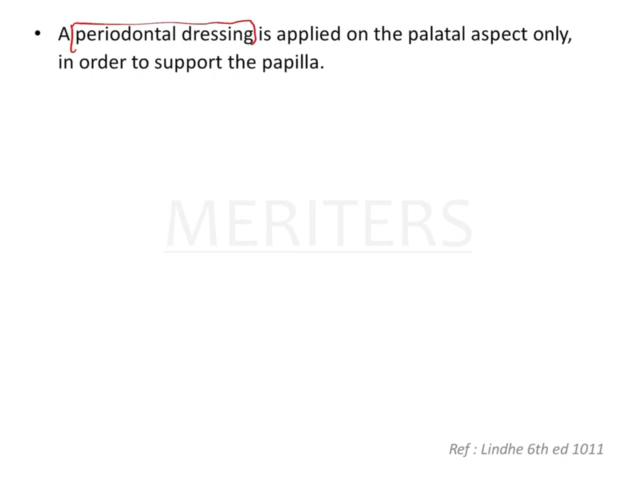 • A periodontal dressing is applied on the palatal aspect only,
in order to support the papilla.
MERITERS
Ref : Lindhe 6th ed 1011